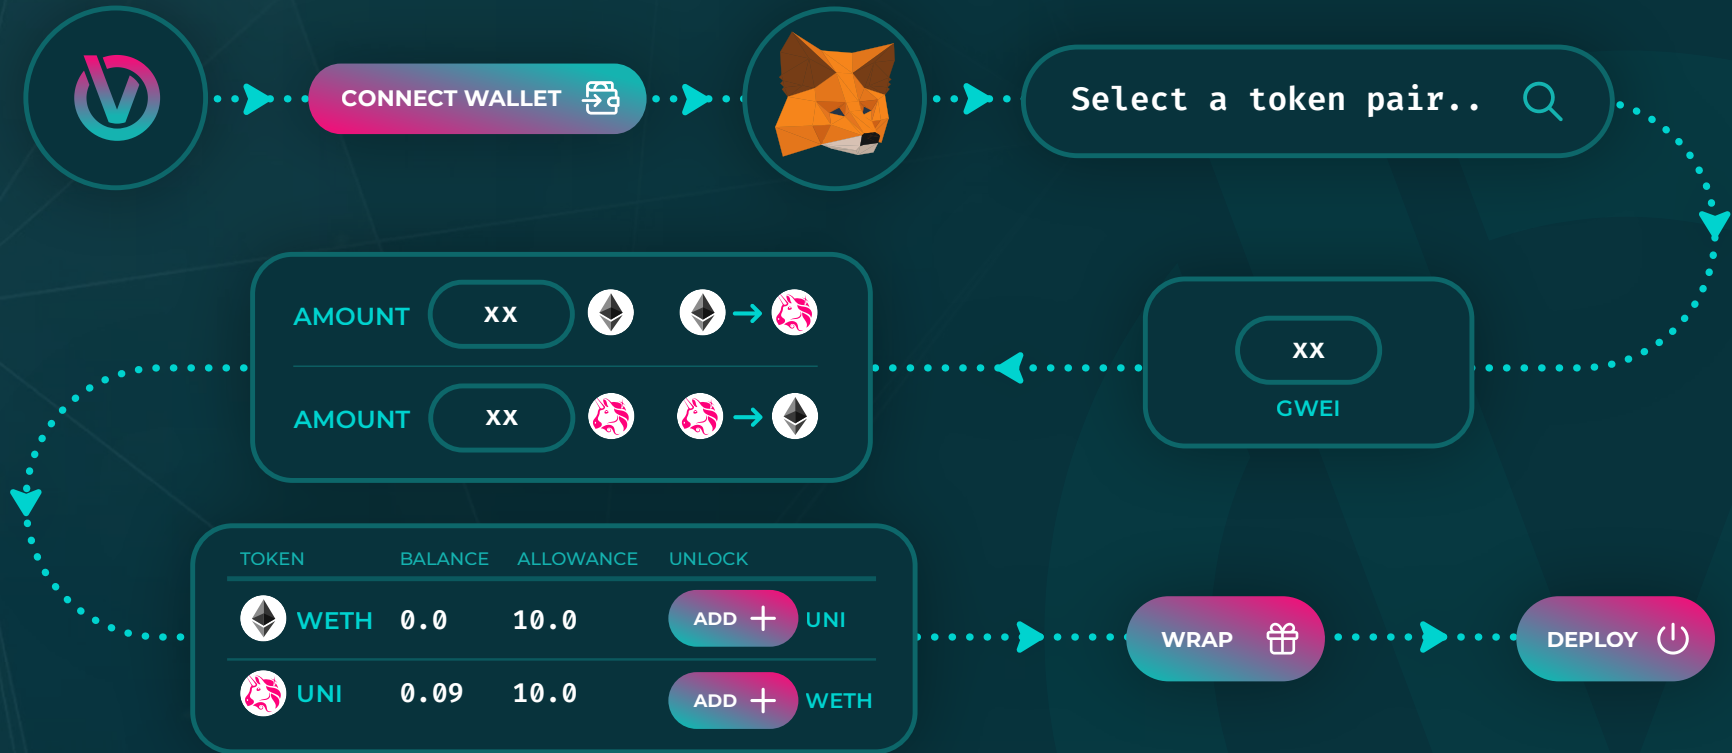 CONNECT WALLET
Select a token pair..
XX
GWEI
AMOUNT XX
AMOUNT XX
TOKEN BALANCE ALLOWANCE UNLOCK
WETH 0.0 10.0 ADD UNI
UNI 0.09 10.0 ADD WETH
WRAP
DEPLOY